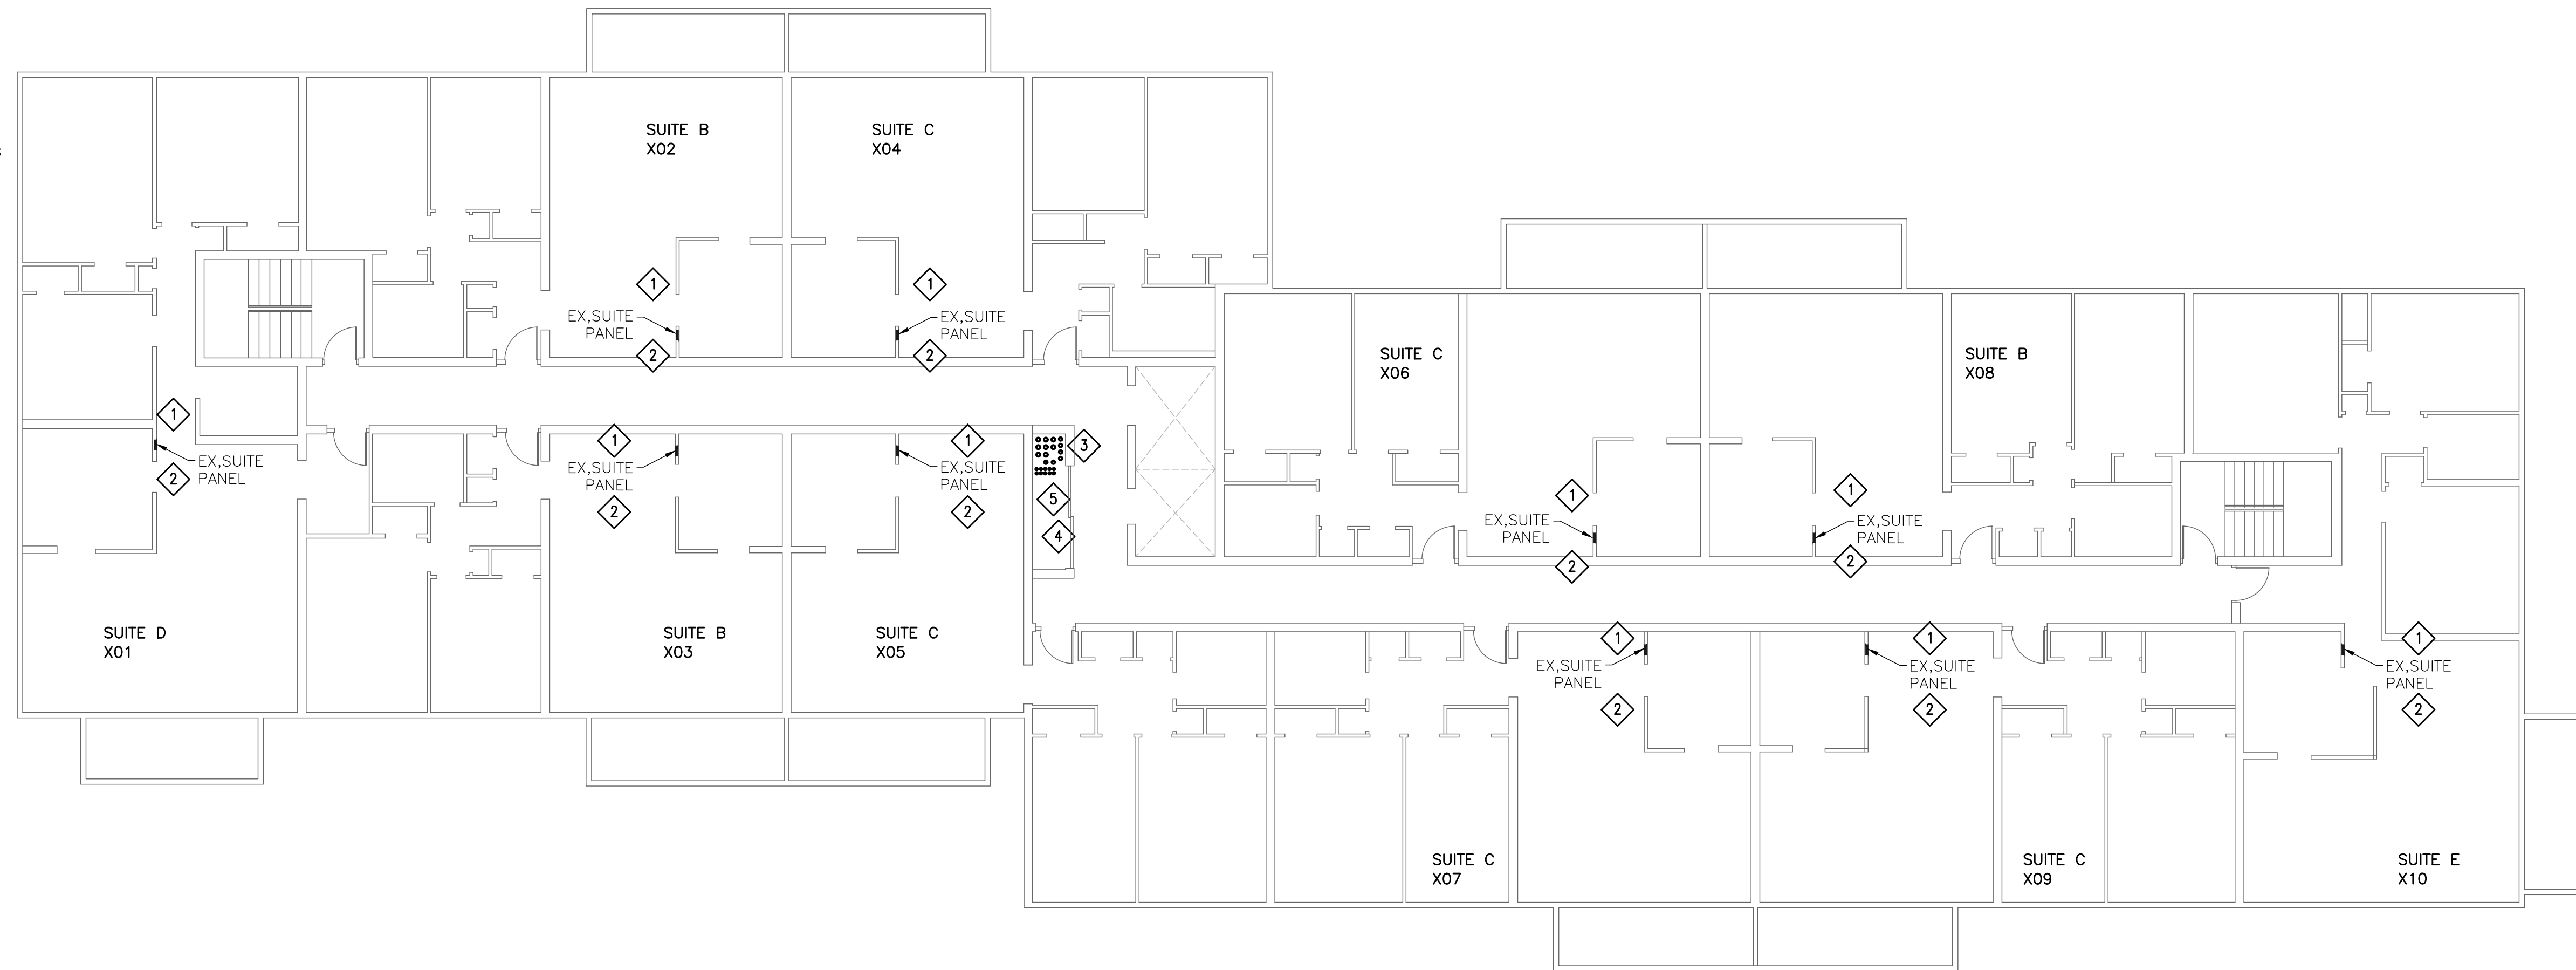 SUITE B
X02
SUITE C
X04
1
1
EX,SUITE
PANEL
EX,SUITE
PANEL
2
2
SUITE C
X06
SUITE B
X08
1
EX,SUITE
PANEL
2
1
EX,SUITE
PANEL
2
1
EX,SUITE
PANEL
2
3
5
4
1
EX,SUITE
PANEL
2
1
EX,SUITE
PANEL
2
SUITE D
X01
SUITE B
X03
SUITE C
X05
1
EX,SUITE
PANEL
2
1
EX,SUITE
PANEL
2
1
EX,SUITE
PANEL
2
SUITE C
X07
SUITE C
X09
SUITE E
X10